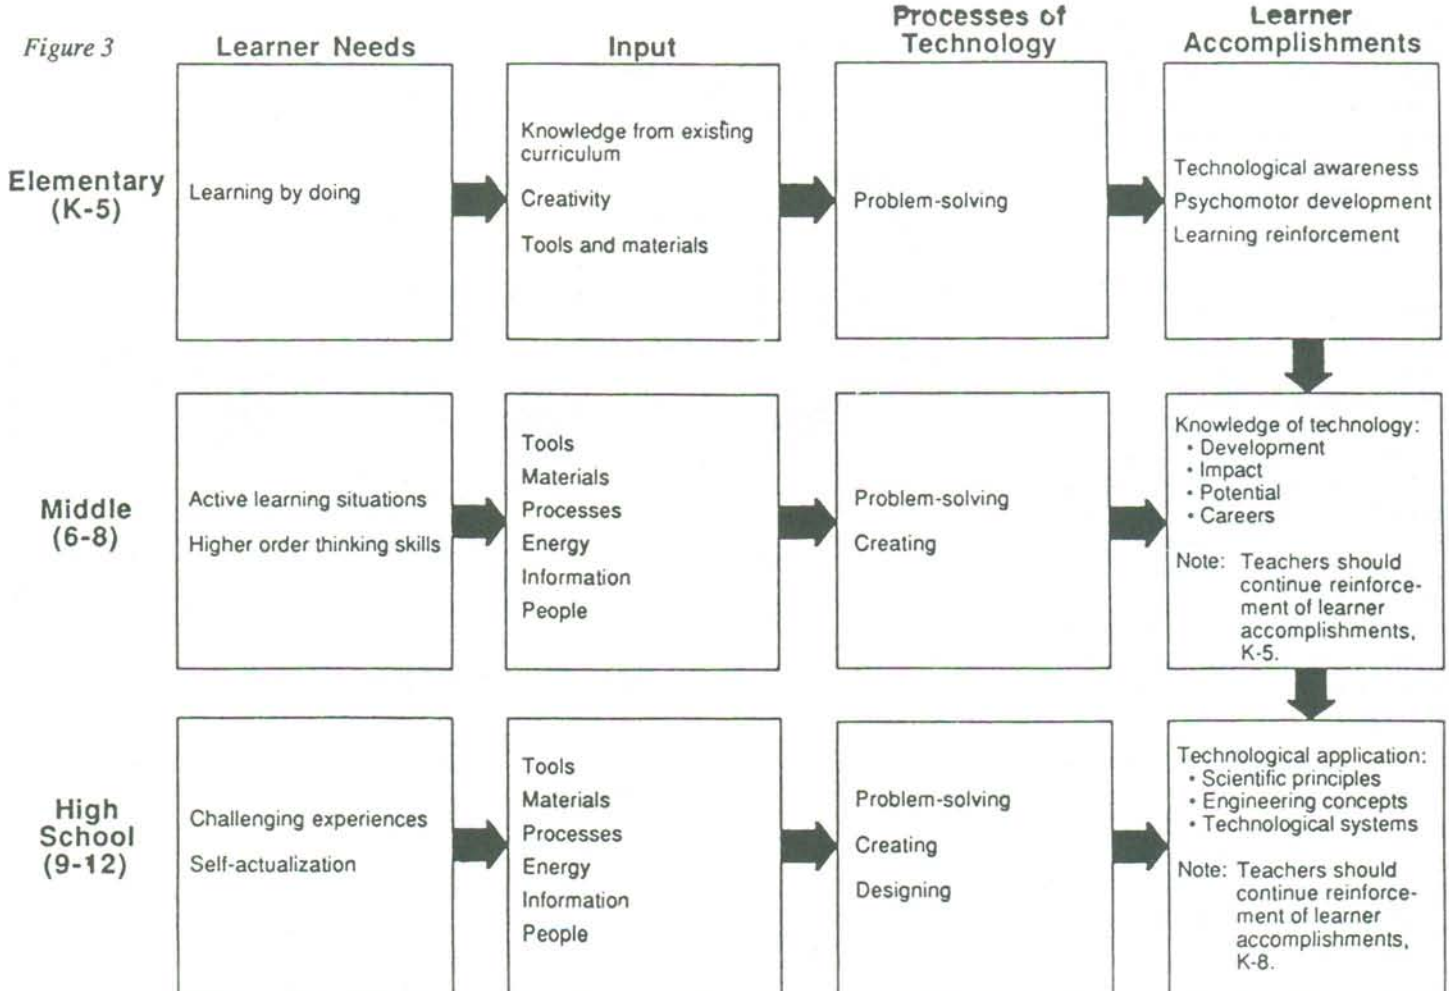 Figure 3
Learner Needs
Input
Processes of
Technology
Learner
Accomplishments
Elementary
(K-5)
Learning by doing
Knowledge from existing
curriculum
Creativity
Tools and materials
Problem-solving
Technological awareness
Psychomotor development
Learning reinforcement
Middle
(6-8)
Active learning situations
Higher order thinking skills
Tools
Materials
Processes
Energy
Information
People
Problem-solving
Creating
Knowledge of technology:
• Development
• Impact
• Potential
• Careers
Note: Teachers should
continue reinforce-
ment of learner
accomplishments,
K-5.
High
School
(9-12)
Challenging experiences
Self-actualization
Tools
Materials
Processes
Energy
Information
People
Problem-solving
Creating
Designing
Technological application:
• Scientific principles
• Engineering concepts
• Technological systems
Note: Teachers should
continue reinforce-
ment of learner
accomplishments,
K-8.